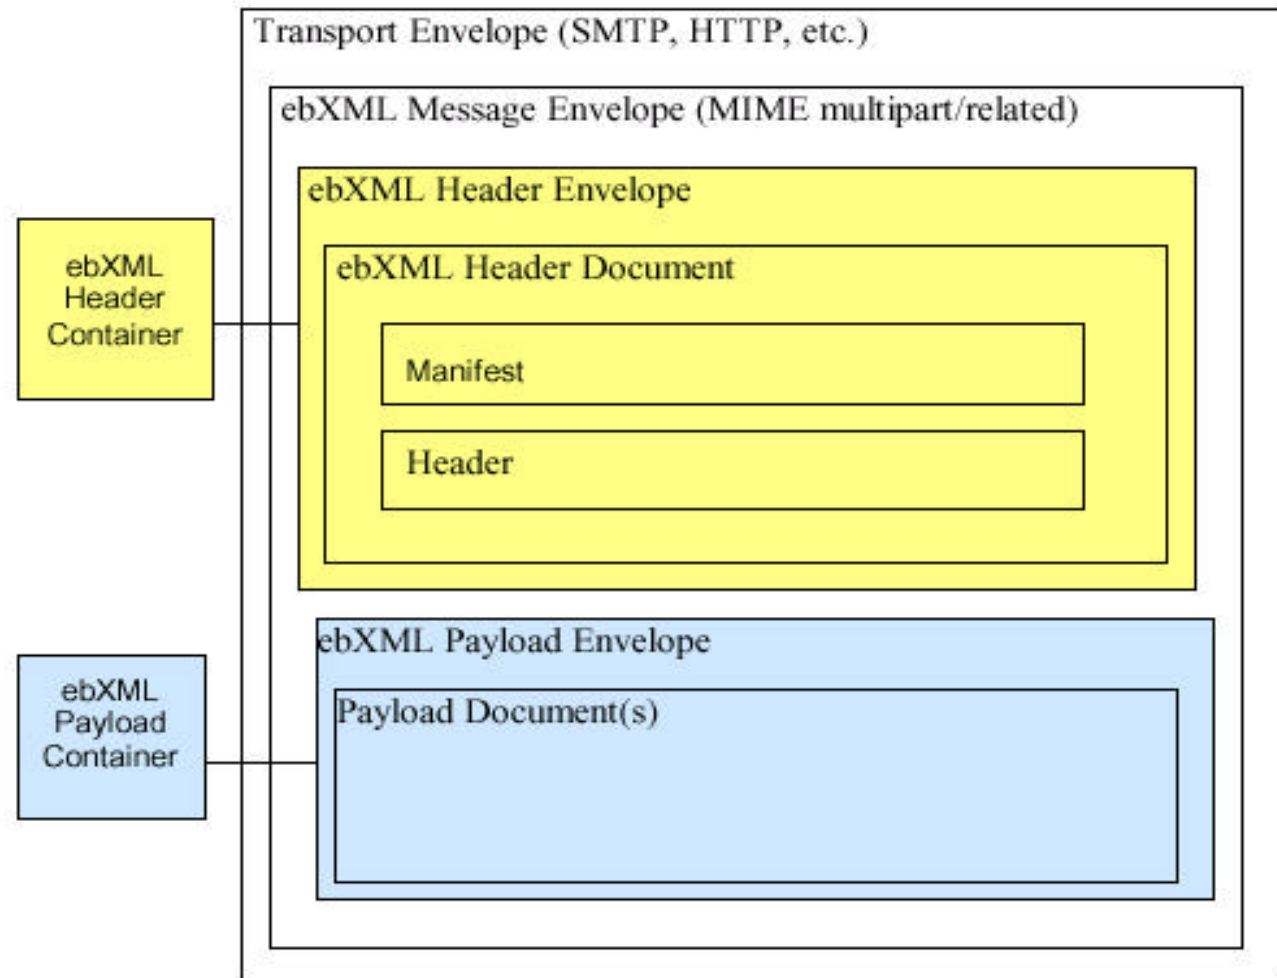 Transport Envelope (SMTP, HTTP, etc.)
ebXML Message Envelope (MIME multipart/related)
ebXML Header Envelope
ebXML Header Document
Manifest
Header
ebXML
Header
Container
ebXML Payload Envelope
Payload Document(s)
ebXML
Payload
Container